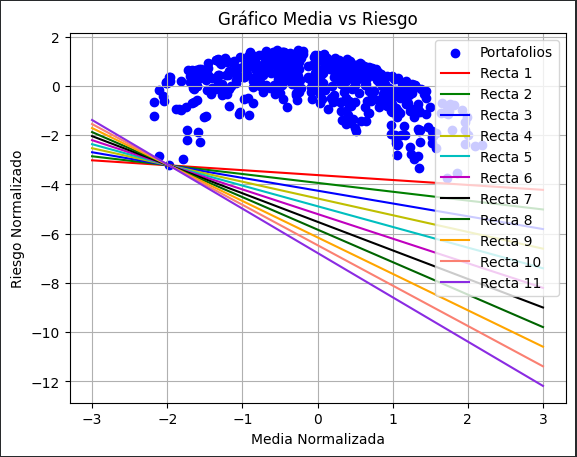 Gráfico Media vs Riesgo
Riesgo Normalizado
2
0
−2
−4
−6
−8
−10
−12
Portafolios
Recta 1
Recta 2
Recta 3
Recta 4
Recta 5
Recta 6
Recta 7
Recta 8
Recta 9
Recta 10
Recta 11
−3 −2 −1 0 1 2 3
Media Normalizada